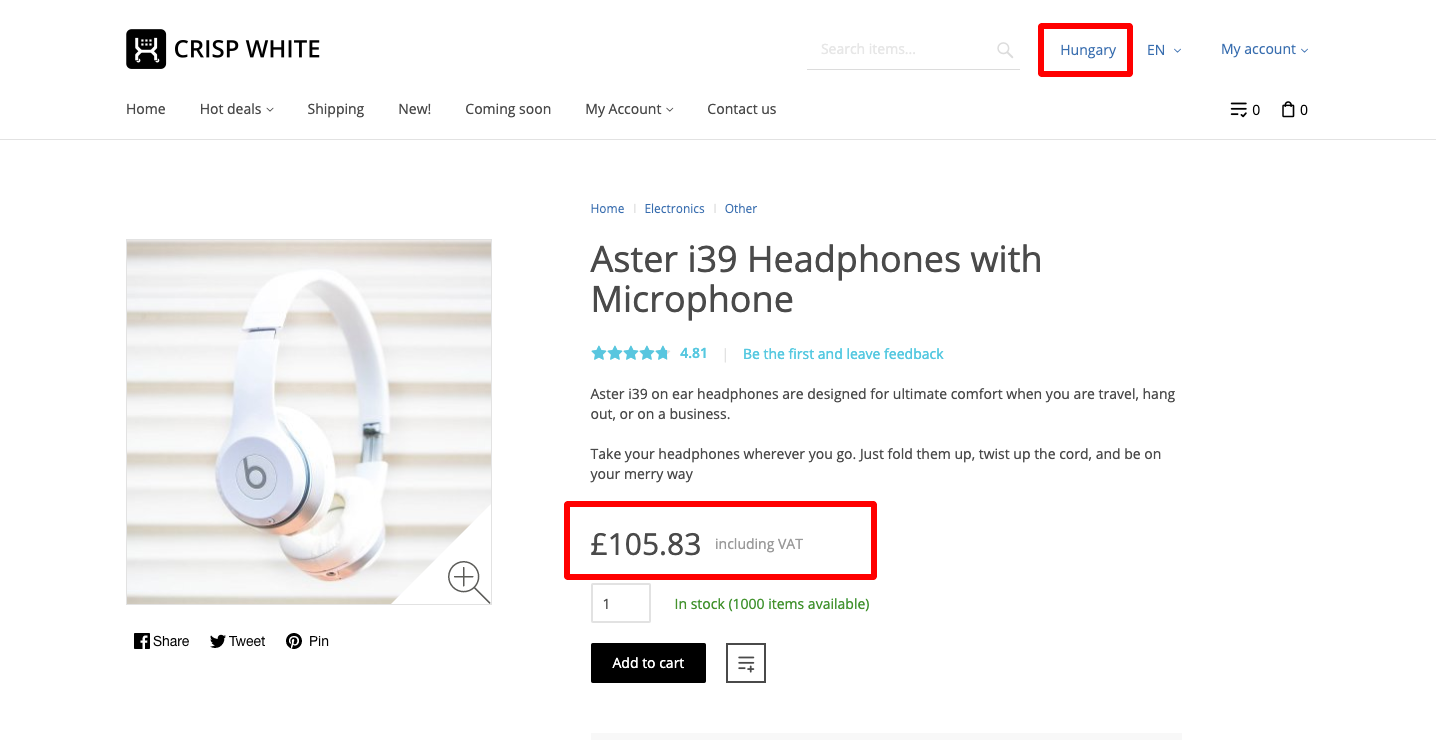 CRISP WHITE
Search items...
Hungary
EN
My account
Home
Hot deals
Shipping
New!
Coming soon
My Account
Contact us
0
0
Home
Electronics
Other
Aster i39 Headphones with
Microphone
4.81
Be the first and leave feedback
Aster i39 on ear headphones are designed for ultimate comfort when you are travel, hang
out, or on a business.
Take your headphones wherever you go. Just fold them up, twist up the cord, and be on
your merry way
b
£105.83 including VAT
1
In stock (1000 items available)
Share
Tweet
Pin
Add to cart